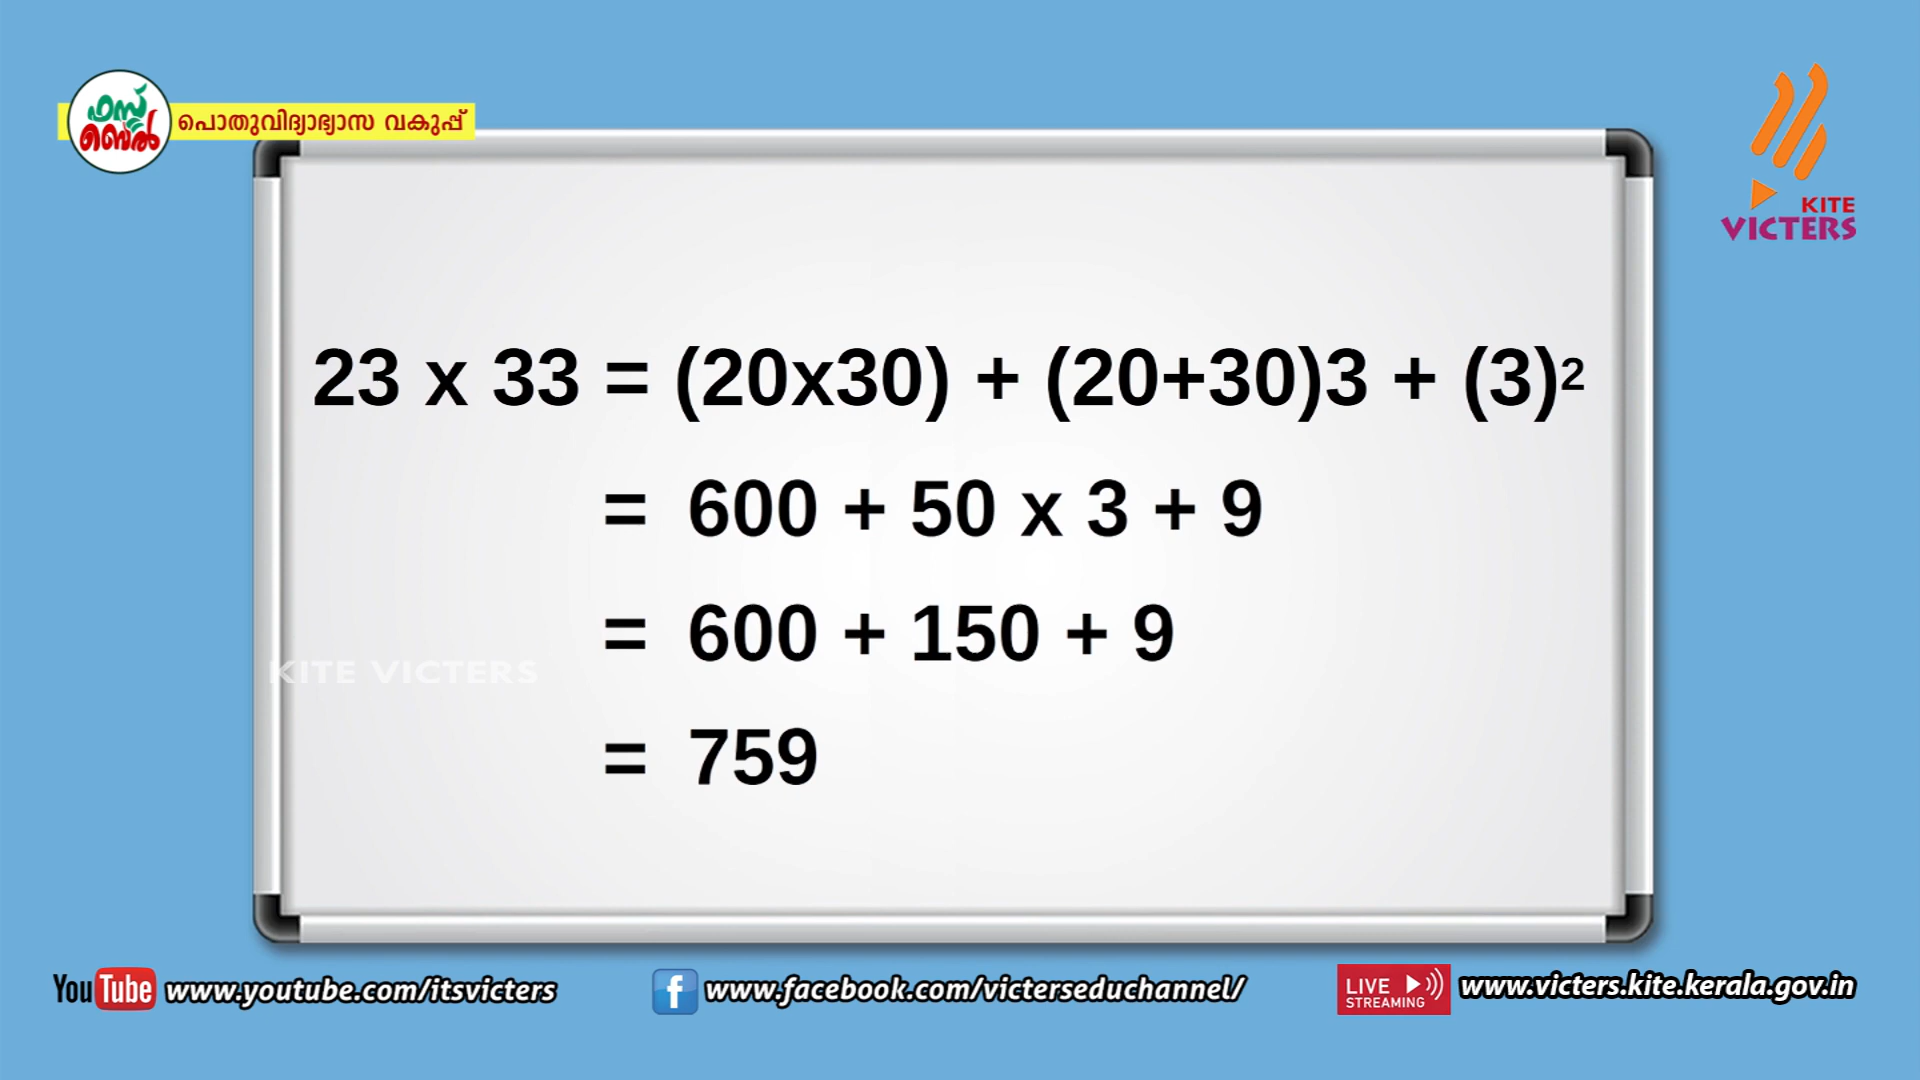 ഫസ്റ്റ്
ബെൽ
പൊതുവിദ്യാഭ്യാസ വകുപ്പ്
KITE
VICTERS
23 x 33 = (20x30) + (20+30)3 + (3)²
= 600 + 50 x 3 + 9
= 600 + 150 + 9
KITE VICTERS
= 759
YouTube www.youtube.com/itsvicters
f www.facebook.com/victerseduchannel/
LIVE STREAMING www.victers.kite.kerala.gov.in